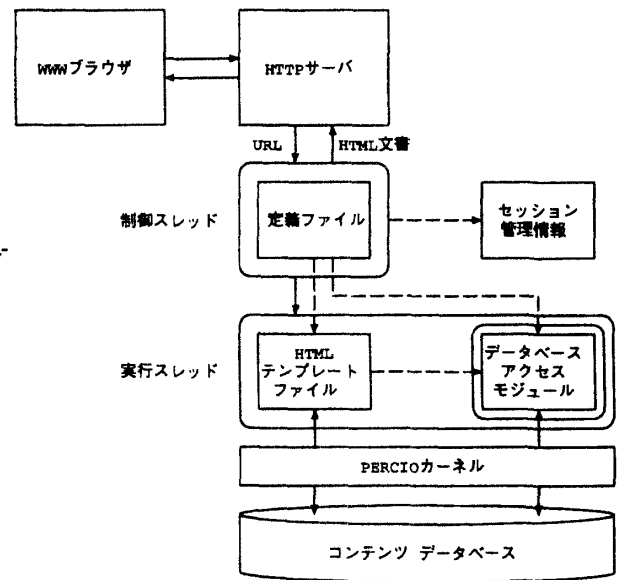 WWWブラウザ
HTTPサーバ
URL
HTML文書
制御スレッド
定義ファイル
セッション
管理情報
実行スレッド
HTML
テンプレート
ファイル
データベース
アクセス
モジュール
PERCIOカーネル
コンテンツ データベース